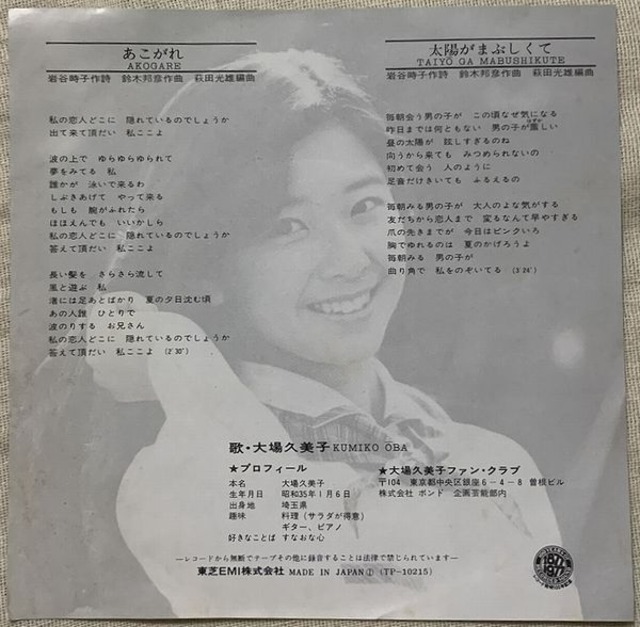 あこがれ
AKOGARE
岩谷時子作詩 鈴木邦彦作曲 萩田光雄編曲
私の恋人どこに 隠れているのでしょうか
出て来て頂だい 私ここよ
波の上で ゆらゆらゆられて
夢をみてる 私
誰かが 泳いで来るわ
しぶきあげて やって来る
もしも 腕がふれたら
ほほえんでも いいかしら
私の恋人どこに 隠れているのでしょうか
答えて頂だい 私ここよ
長い髪を さらさら流して
風と遊ぶ 私
渚には足あとばかり 夏の夕日沈む頃
あの人誰 ひとりで
波のりする お兄さん
私の恋人どこに 隠れているのでしょうか
答えて頂だい 私ここよ (2′30″)
太陽がまぶしくて
TAIYŌ GA MABUSHIKUTE
岩谷時子作詩 鈴木邦彦作曲 萩田光雄編曲
毎朝会う男の子が この頃なぜ気になる
昨日までは何ともない 男の子が
昼の太陽が 眩しすぎるのね
向うから来ても みつめられないの
初めて会う 人のように
足音だけきいても ふるえるの
毎朝みる男の子が 大人のよな気がする
友だちから恋人まで 変るなんて早やすぎる
爪の先きまでが 今日はピンクいろ
胸でゆれるのは 夏のかげろうよ
毎朝みる 男の子が
曲り角で 私をのぞいてる (3′24″)
歌・大場久美子 KUMIKO ŌBA
★プロフィール
本名 大場久美子
生年月日 昭和35年1月6日
出身地 埼玉県
趣味 料理(サラダが得意)
ギター、ピアノ
好きなことば すなおな心
★大場久美子ファン・クラブ
〒104 東京都中央区銀座6-4-8 曽根ビル
株式会社 ボンド 企画芸能部内
―レコードから無断でテープその他に録音することは法律で禁じられています―
東芝EMI株式会社 MADE IN JAPAN Ⓙ (TP-10215)
1877
1977